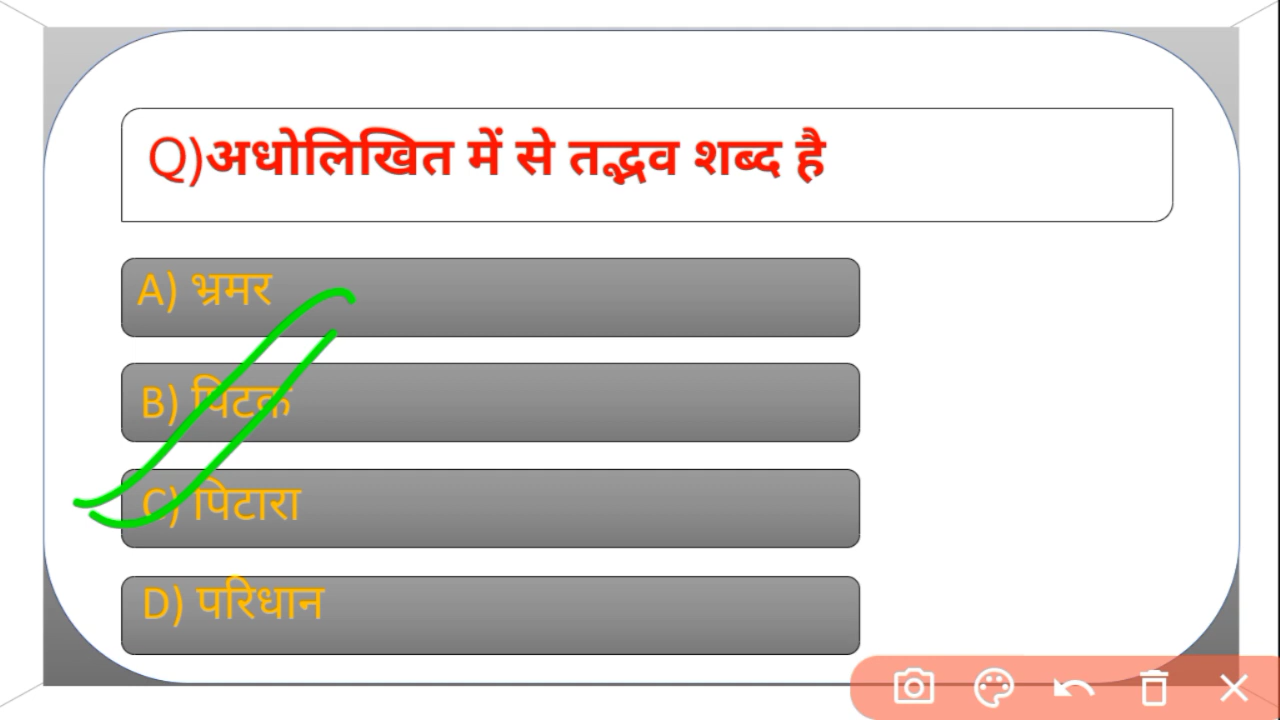 Q)अधोलिखित में से तद्भव शब्द है
A) भ्रमर
B) पिटक
C) पिटारा
D) परिधान